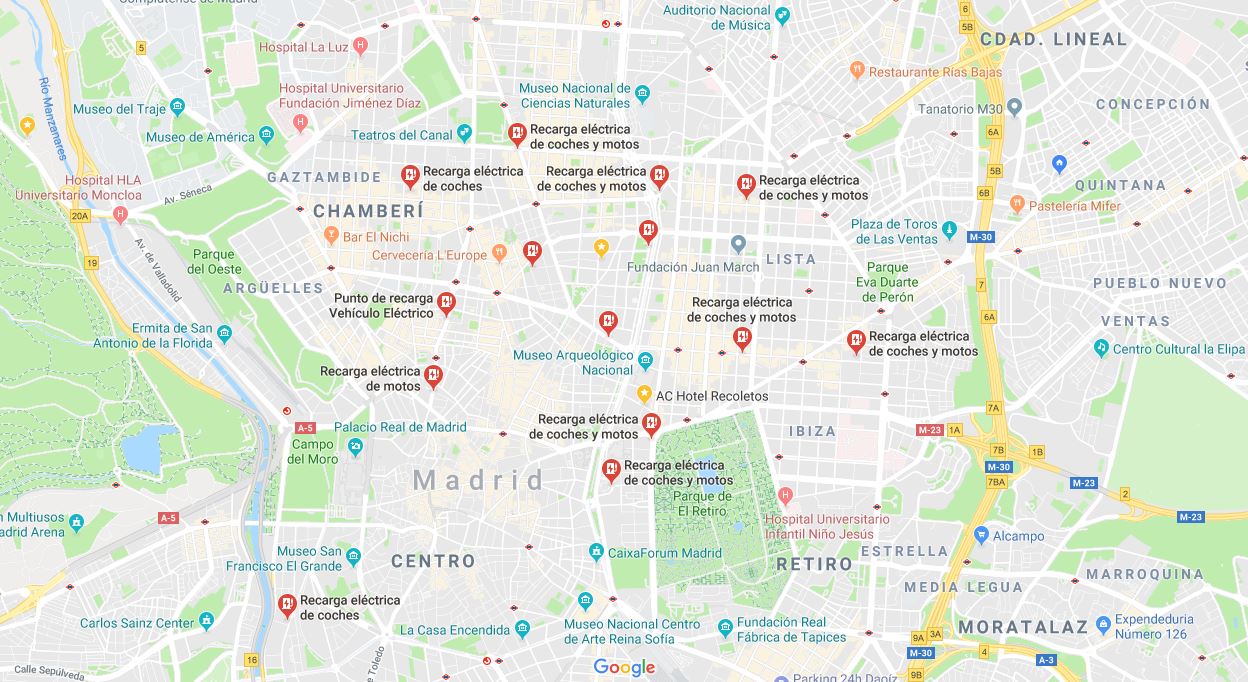 Complutense de Madrid
Auditorio Nacional
de Música
6
5B
CDAD. LINEAL
5
Hospital La Luz
Restaurante Rías Bajas
Río Manzanares
Museo del Traje
Hospital Universitario
Fundación Jiménez Díaz
Museo Nacional de
Ciencias Naturales
Tanatorio M30
CONCEPCIÓN
Museo de América
Teatros del Canal
Recarga eléctrica
de coches y motos
6A
5B
Hospital HLA
Universitario Moncloa
Av. Séneca
GAZTAMBIDE
Recarga eléctrica
de coches
Recarga eléctrica
de coches y motos
Recarga eléctrica
de coches y motos
6B
QUINTANA
Pastelería Mifer
20A
CHAMBERÍ
Bar El Nichi
Cervecería L'Europe
Plaza de Toros
de Las Ventas
M-30
19
Av. de Valladolid
Parque
del Oeste
Fundación Juan March
LISTA
Parque
Eva Duarte
de Perón
7
PUEBLO NUEVO
ARGÜELLES
Punto de recarga
Vehículo Eléctrico
Recarga eléctrica
de coches y motos
6A
VENTAS
Ermita de San
Antonio de la Florida
Museo Arqueológico
Nacional
Recarga eléctrica
de coches y motos
Centro Cultural la Elipa
Recarga eléctrica
de motos
AC Hotel Recoletos
7A
A-5
Palacio Real de Madrid
Recarga eléctrica
de coches y motos
IBIZA
M-23
1A
Campo
del Moro
7B
1B
M-30
Madrid
Recarga eléctrica
de coches y motos
7BA
M-23
2
Parque de
El Retiro
Hospital Universitario
Infantil Niño Jesús
n Multiusos
adrid Arena
A-5
M-23
Alcampo
Museo San
Francisco El Grande
CENTRO
CaixaForum Madrid
RETIRO
ESTRELLA
MEDIA LEGUA
MARROQUINA
Recarga eléctrica
de coches
Carlos Sainz Center
La Casa Encendida
Museo Nacional Centro
de Arte Reina Sofía
Fundación Real
Fábrica de Tapices
MORATALAZ
Expendeduria
Número 126
9A
3A
M-30
4
A-3
16
de Toledo
Calle Sepúlveda
Google
Parking 24h Daoíz
9B